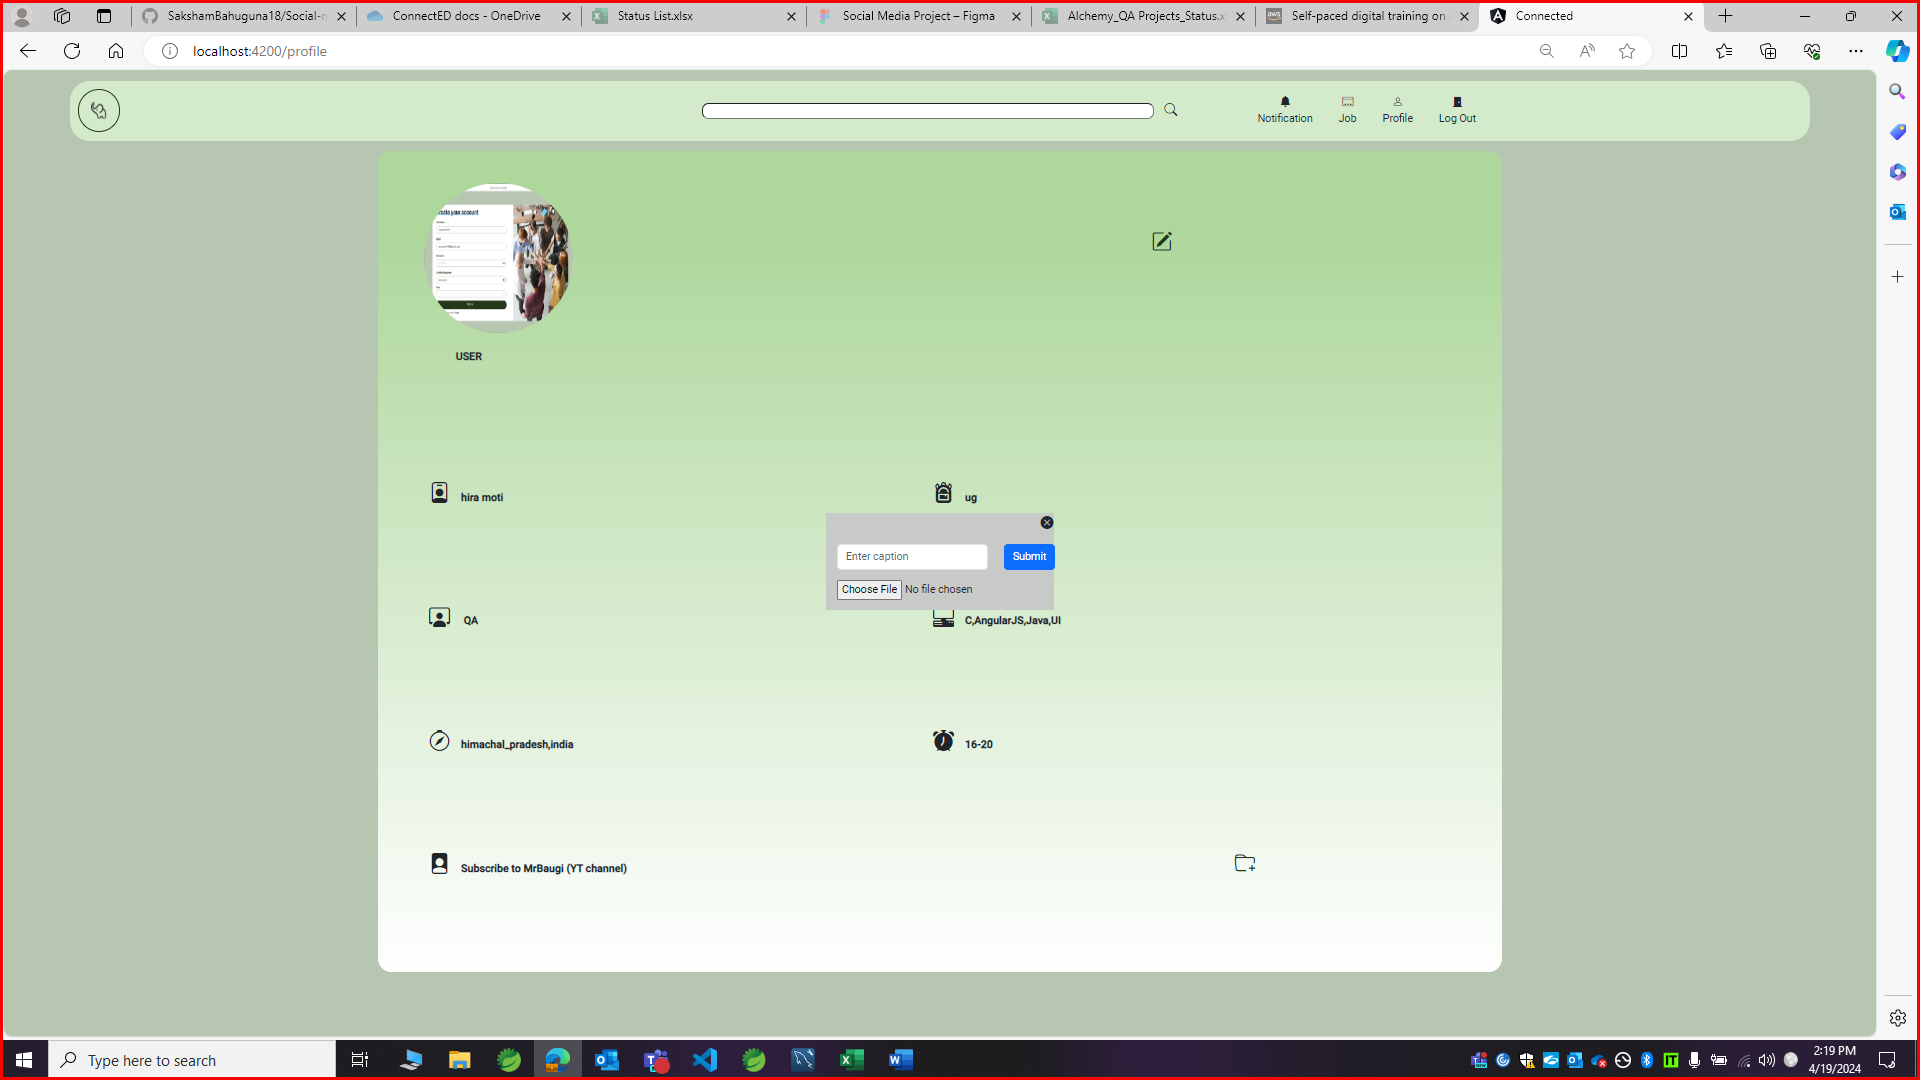 SakshamBahuguna18/Social-n
ConnectED docs - OneDrive
Status List.xlsx
Social Media Project – Figma
Alchemy_QA Projects_Status.x
Self-paced digital training on
Connected
localhost:4200/profile
Notification
Job
Profile
Log Out
create your account
USER
hira moti
ug
Enter caption
Submit
Choose File No file chosen
QA
C,AngularJS,Java,UI
himachal_pradesh,india
16-20
Subscribe to MrBaugi (YT channel)
Type here to search
2:19 PM
4/19/2024